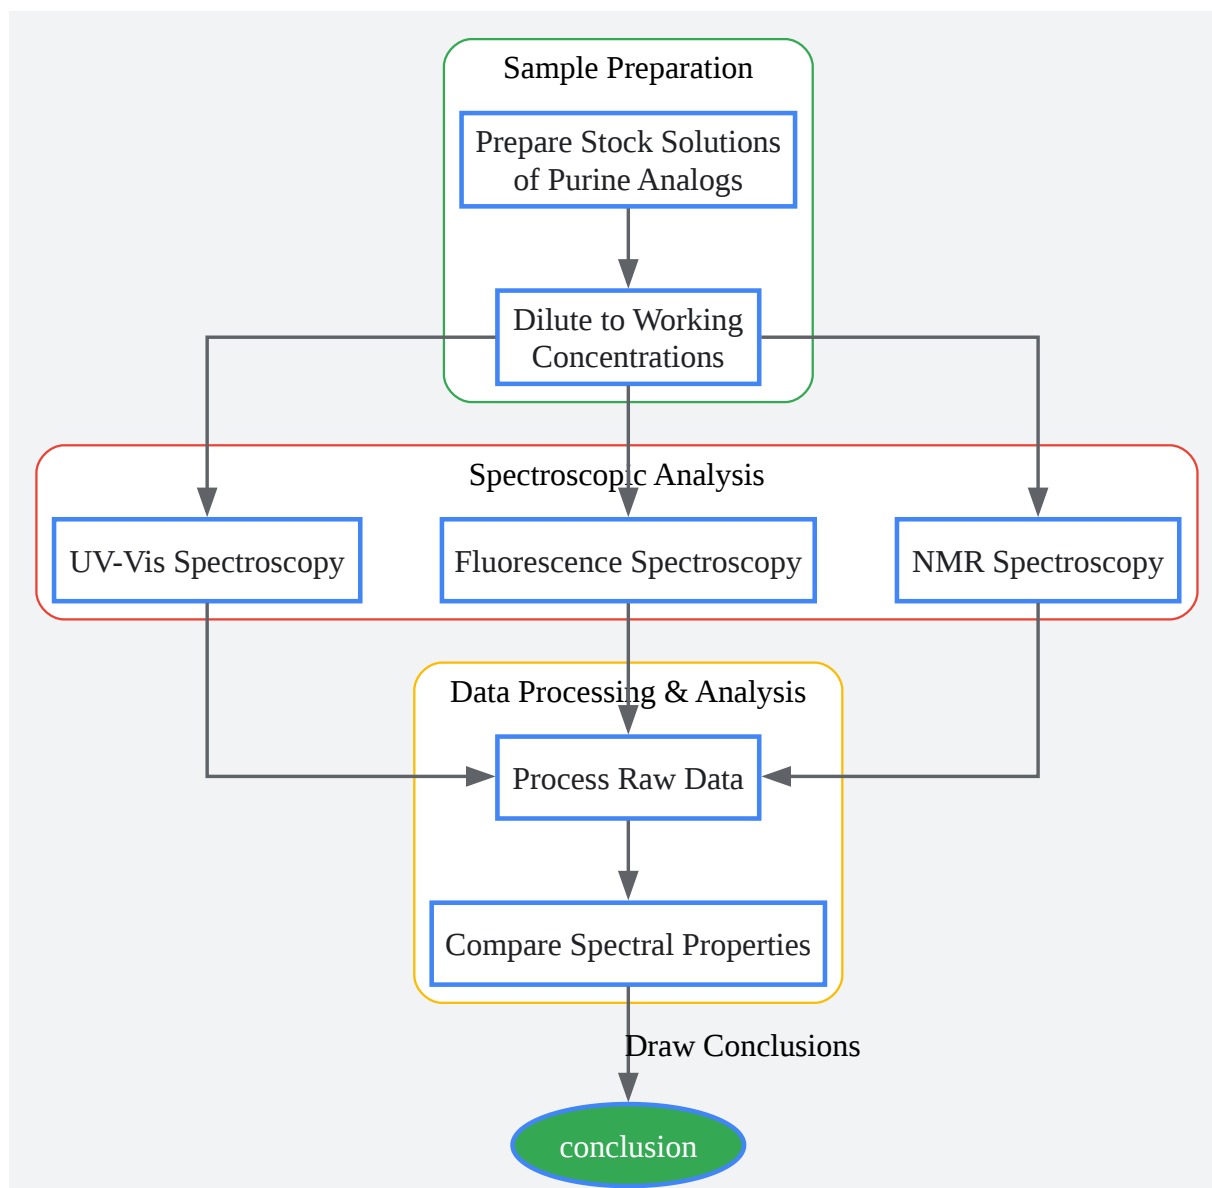 Sample Preparation
Prepare Stock Solutions
of Purine Analogs
Dilute to Working
Concentrations
Spectroscopic Analysis
UV-Vis Spectroscopy
Fluorescence Spectroscopy
NMR Spectroscopy
Data Processing & Analysis
Process Raw Data
Compare Spectral Properties
Draw Conclusions
conclusion